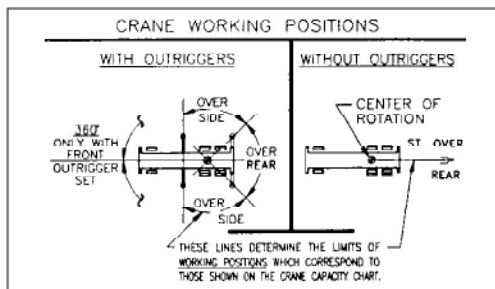 CRANE WORKING POSITIONS
WITH OUTRIGGERS
360°
ONLY WITH
FRONT
OUTRIGGER
SET
OVER
SIDE
OVER
REAR
OVER
SIDE
WITHOUT OUTRIGGERS
CENTER OF
ROTATION
ST. OVER
REAR
THESE LINES DETERMINE THE LIMITS OF
WORKING POSITIONS WHICH CORRESPOND TO
THOSE SHOWN ON THE CRANE CAPACITY CHART.